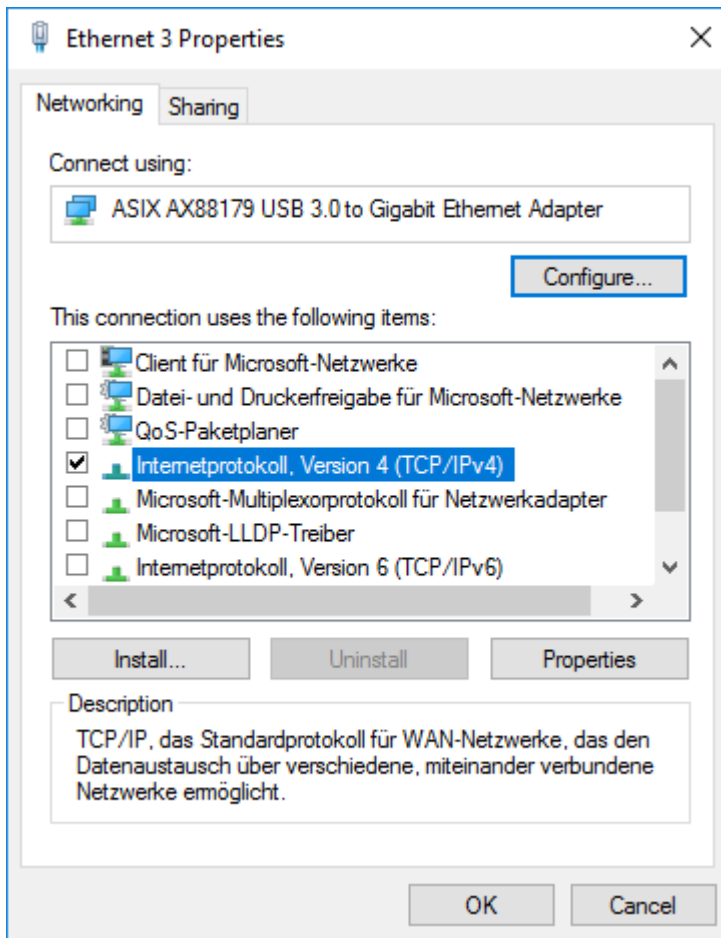 Ethernet 3 Properties
Networking
Sharing
Connect using:
ASIX AX88179 USB 3.0 to Gigabit Ethernet Adapter
Configure...
This connection uses the following items:
Client für Microsoft-Netzwerke
Datei- und Druckerfreigabe für Microsoft-Netzwerke
QoS-Paketplaner
Internetprotokoll, Version 4 (TCP/IPv4)
Microsoft-Multiplexorprotokoll für Netzwerkadapter
Microsoft-LLDP-Treiber
Internetprotokoll, Version 6 (TCP/IPv6)
Install...
Uninstall
Properties
Description
TCP/IP, das Standardprotokoll für WAN-Netzwerke, das den
Datenaustausch über verschiedene, miteinander verbundene
Netzwerke ermöglicht.
OK
Cancel